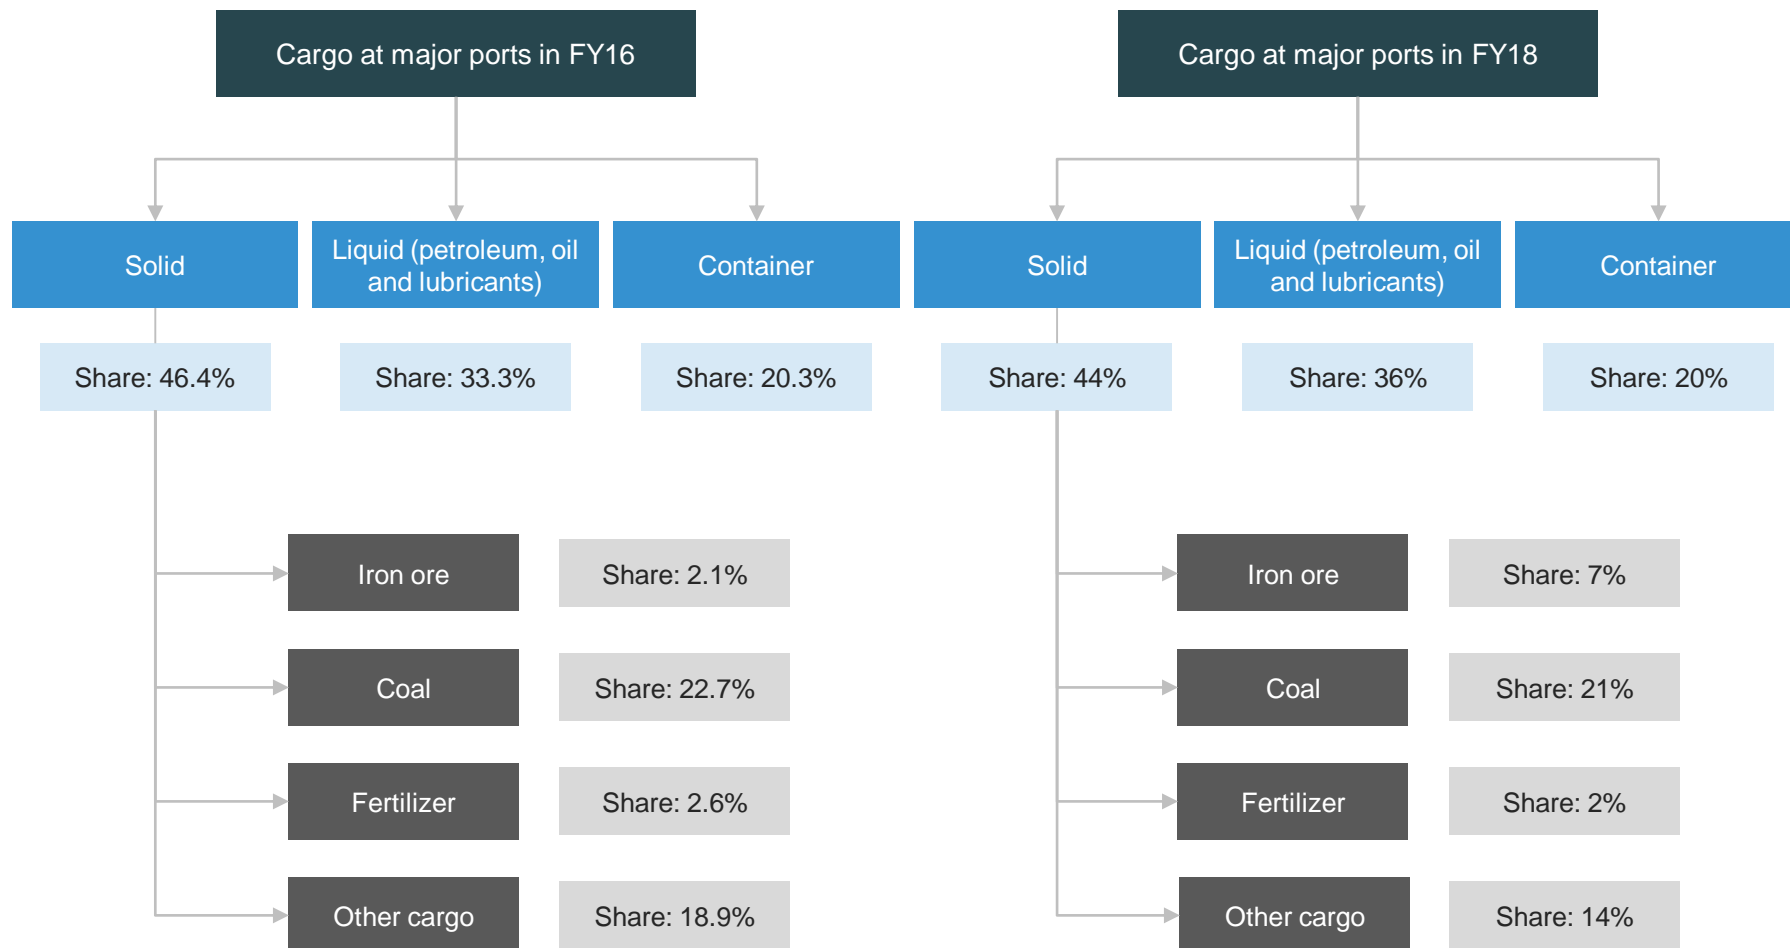 Cargo at major ports in FY16
Solid
Liquid (petroleum, oil
and lubricants)
Container
Share: 46.4%
Share: 33.3%
Share: 20.3%
Iron ore
Share: 2.1%
Coal
Share: 22.7%
Fertilizer
Share: 2.6%
Other cargo
Share: 18.9%
Cargo at major ports in FY18
Solid
Liquid (petroleum, oil
and lubricants)
Container
Share: 44%
Share: 36%
Share: 20%
Iron ore
Share: 7%
Coal
Share: 21%
Fertilizer
Share: 2%
Other cargo
Share: 14%